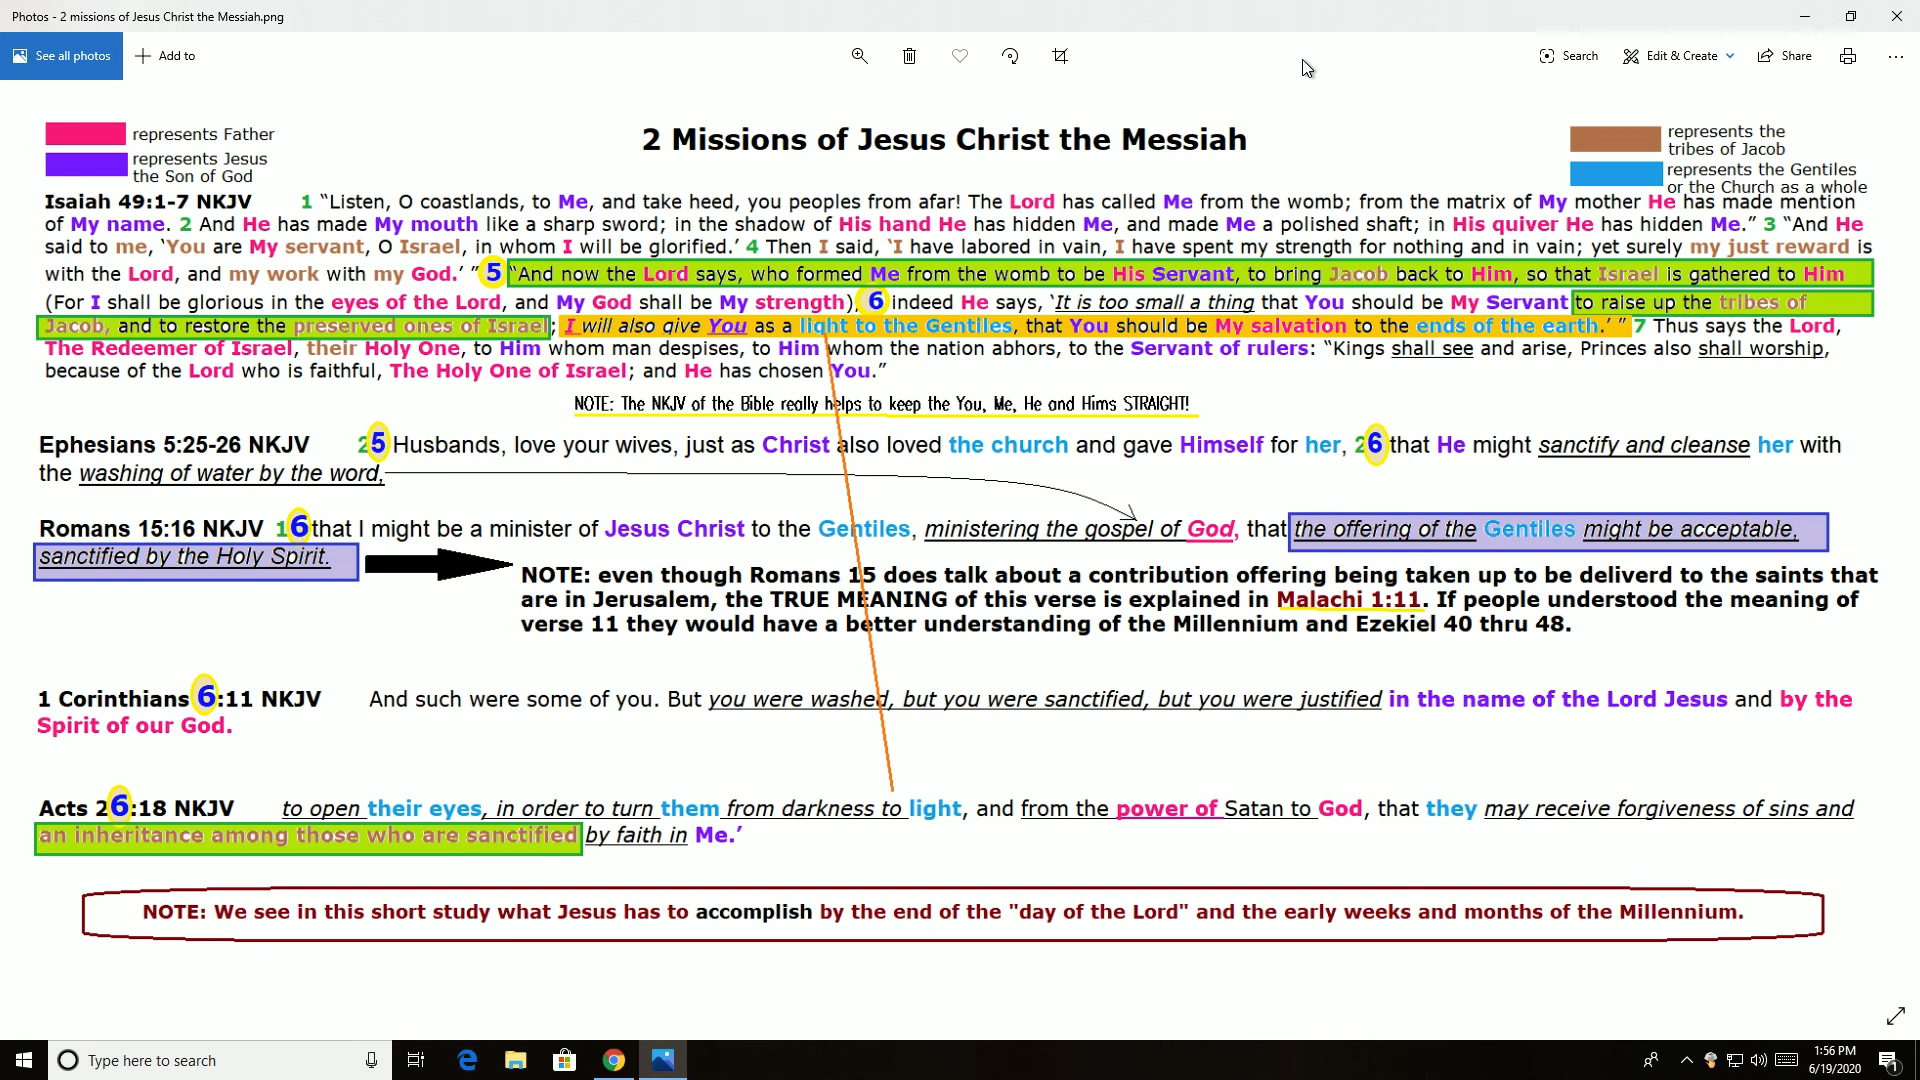 Photos - 2 missions of Jesus Christ the Messiah.png
See all photos
Add to
Search
Edit & Create
Share
represents Father
represents Jesus
the Son of God
2 Missions of Jesus Christ the Messiah
represents the
tribes of Jacob
represents the Gentiles
or the Church as a whole
Isaiah 49:1-7 NKJV 1 “Listen, O coastlands, to Me, and take heed, you peoples from afar! The Lord has called Me from the womb; from the matrix of My mother He has made mention
of My name. 2 And He has made My mouth like a sharp sword; in the shadow of His hand He has hidden Me, and made Me a polished shaft; in His quiver He has hidden Me.” 3 “And He
said to me, ‘You are My servant, O Israel, in whom I will be glorified.’ 4 Then I said, ‘I have labored in vain, I have spent my strength for nothing and in vain; yet surely my just reward is
with the Lord, and my work with my God.’ ” 5 “And now the Lord says, who formed Me from the womb to be His Servant, to bring Jacob back to Him, so that Israel is gathered to Him
(For I shall be glorious in the eyes of the Lord, and My God shall be My strength), 6 indeed He says, ‘It is too small a thing that You should be My Servant to raise up the tribes of
Jacob, and to restore the preserved ones of Israel; I will also give You as a light to the Gentiles, that You should be My salvation to the ends of the earth.’ ” 7 Thus says the Lord,
The Redeemer of Israel, their Holy One, to Him whom man despises, to Him whom the nation abhors, to the Servant of rulers: “Kings shall see and arise, Princes also shall worship,
because of the Lord who is faithful, The Holy One of Israel; and He has chosen You.”
NOTE: The NKJV of the Bible really helps to keep the You, Me, He and Hims STRAIGHT!
Ephesians 5:25-26 NKJV 25 Husbands, love your wives, just as Christ also loved the church and gave Himself for her, 26 that He might sanctify and cleanse her with
the washing of water by the word,
Romans 15:16 NKJV 16 that I might be a minister of Jesus Christ to the Gentiles, ministering the gospel of God, that the offering of the Gentiles might be acceptable,
sanctified by the Holy Spirit.
NOTE: even though Romans 15 does talk about a contribution offering being taken up to be deliverd to the saints that
are in Jerusalem, the TRUE MEANING of this verse is explained in Malachi 1:11. If people understood the meaning of
verse 11 they would have a better understanding of the Millennium and Ezekiel 40 thru 48.
1 Corinthians 6:11 NKJV And such were some of you. But you were washed, but you were sanctified, but you were justified in the name of the Lord Jesus and by the
Spirit of our God.
Acts 26:18 NKJV to open their eyes, in order to turn them from darkness to light, and from the power of Satan to God, that they may receive forgiveness of sins and
an inheritance among those who are sanctified by faith in Me.’
NOTE: We see in this short study what Jesus has to accomplish by the end of the "day of the Lord" and the early weeks and months of the Millennium.
Type here to search
1:56 PM
6/19/2020
1